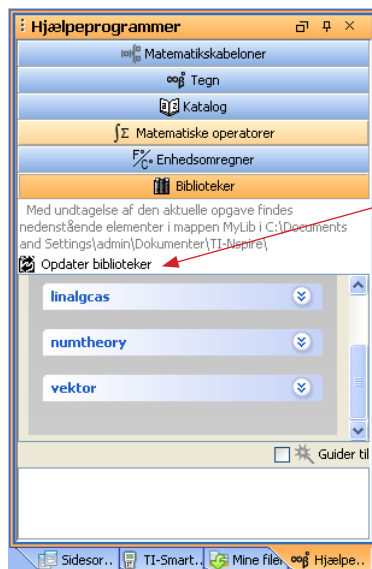 Hjælpeprogrammer
Matematikskabeloner
∞β° Tegn
Katalog
∫Σ Matematiske operatorer
F°/C° Enhedsomregner
Biblioteker
Med undtagelse af den aktuelle opgave findes
nedenstående elementer i mappen MyLib i C:\Documents
and Settings\admin\Dokumenter\TI-Nspire\
Opdater biblioteker
linalgcas
numtheory
vektor
Guider til
Sidesor.. TI-Smart.. Mine filer ∞β° Hjælpe..